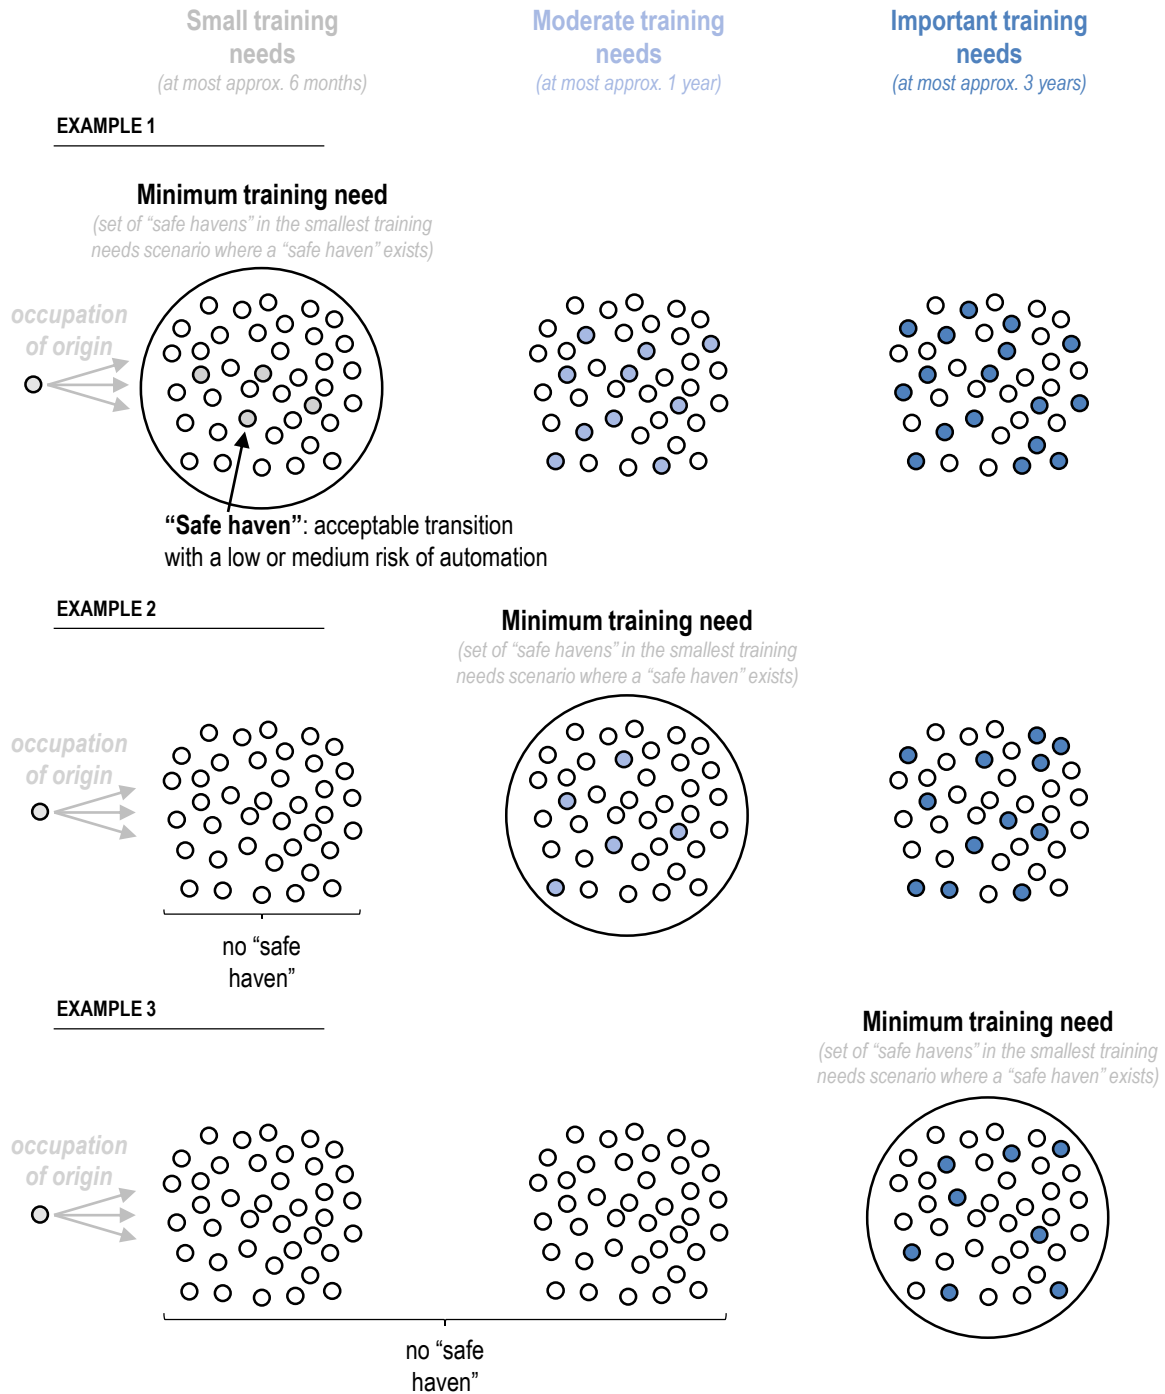 Small training
needs
(at most approx. 6 months)
Moderate training
needs
(at most approx. 1 year)
Important training
needs
(at most approx. 3 years)
EXAMPLE 1
Minimum training need
(set of “safe havens” in the smallest training
needs scenario where a “safe haven” exists)
occupation
of origin
“Safe haven”: acceptable transition
with a low or medium risk of automation
EXAMPLE 2
Minimum training need
(set of “safe havens” in the smallest training
needs scenario where a “safe haven” exists)
occupation
of origin
no “safe
haven”
EXAMPLE 3
Minimum training need
(set of “safe havens” in the smallest training
needs scenario where a “safe haven” exists)
occupation
of origin
no “safe
haven”